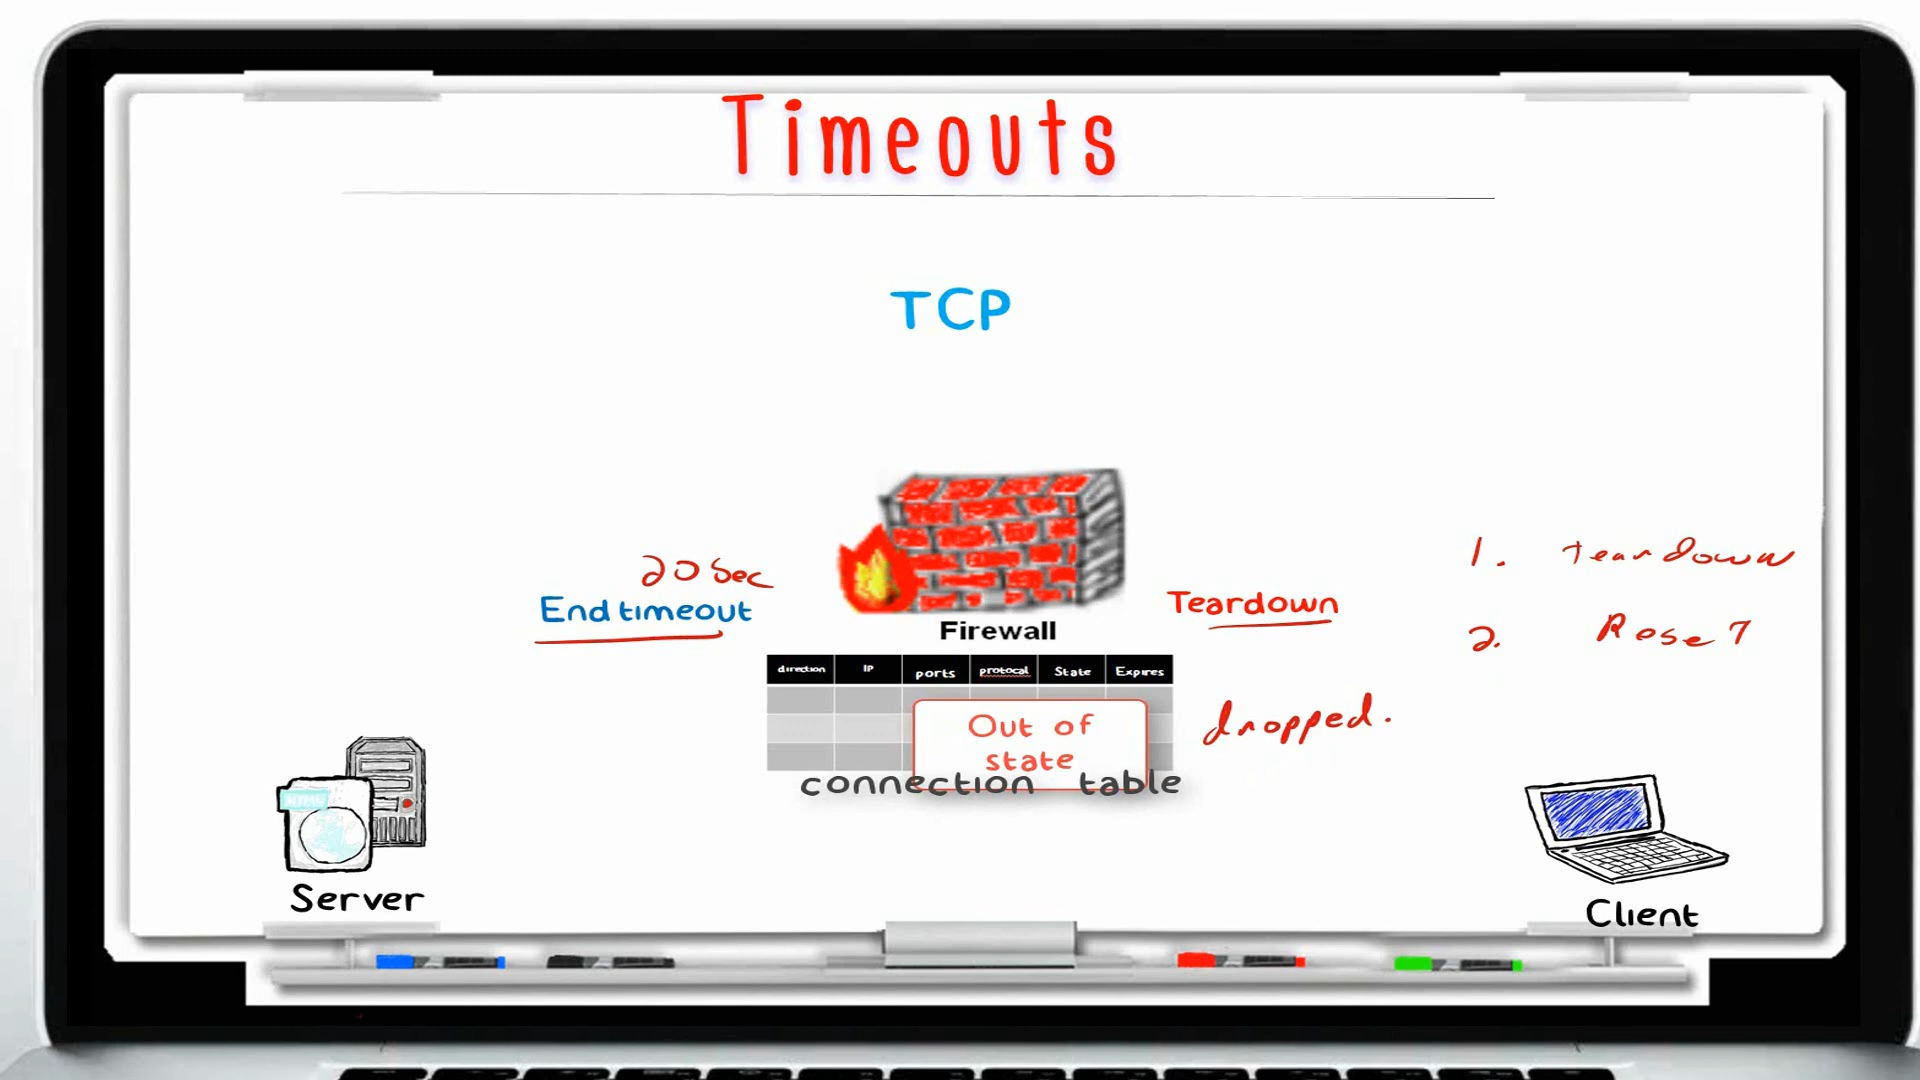 Timeouts
TCP
20 Sec
End timeout
Firewall
Teardown
1. teardown
2. Reset
direction IP ports protocal State Expires
Out of
state
dropped.
connection table
Server
Client